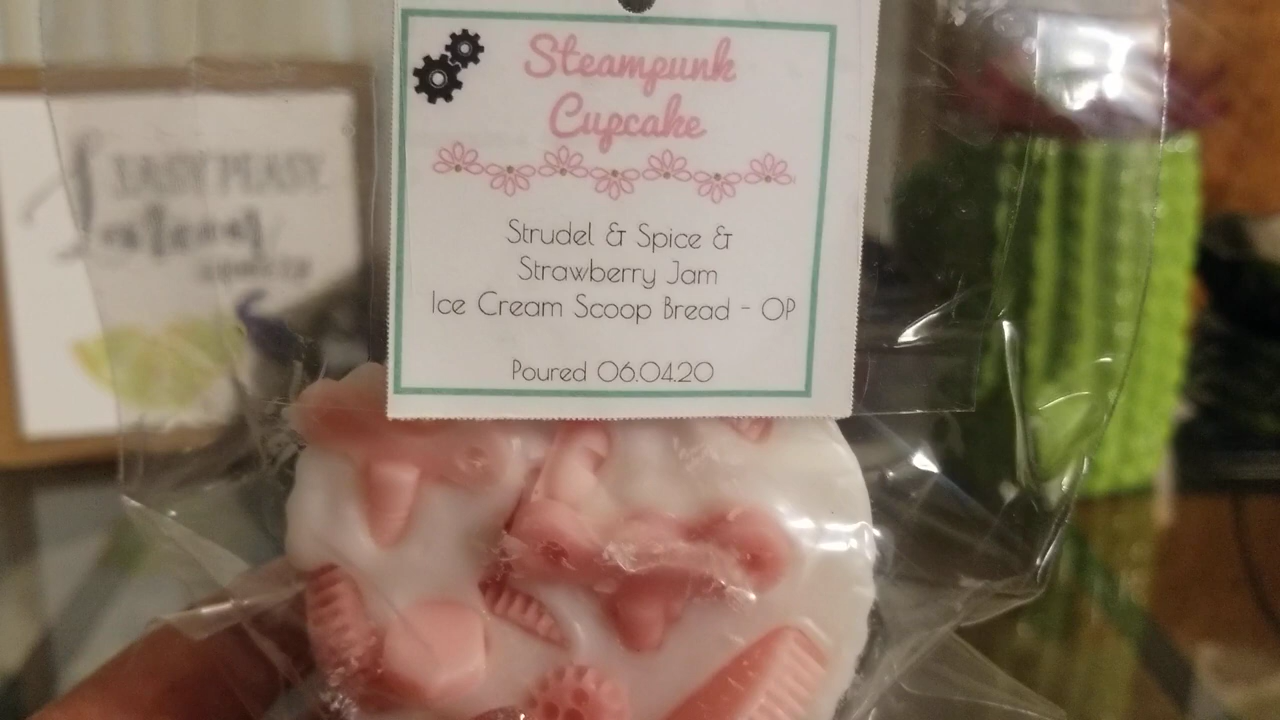 Steampunk
Cupcake
Strudel & Spice &
Strawberry Jam
Ice Cream Scoop Bread - OP
Poured 06.04.20
EASY PEASY